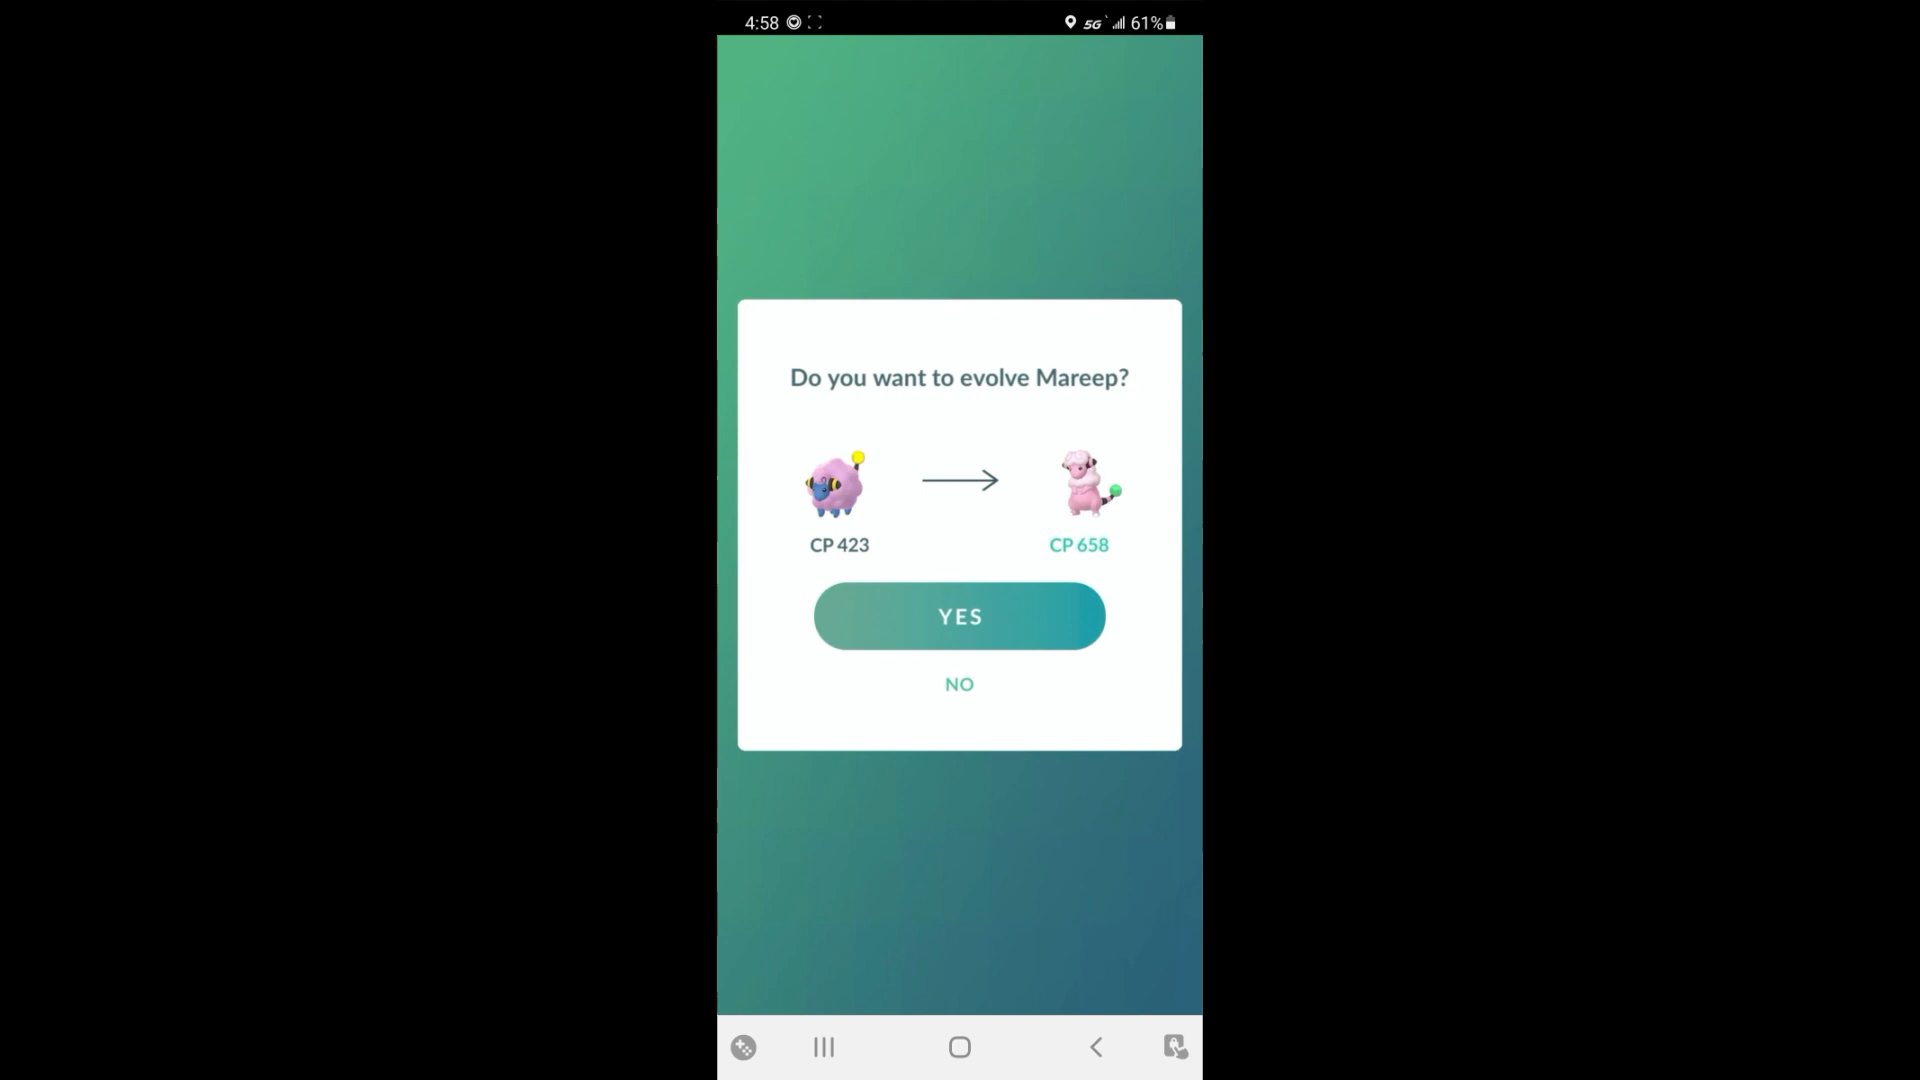 4:58 5G 61%
Do you want to evolve Mareep?
CP 423 CP 658
YES
NO